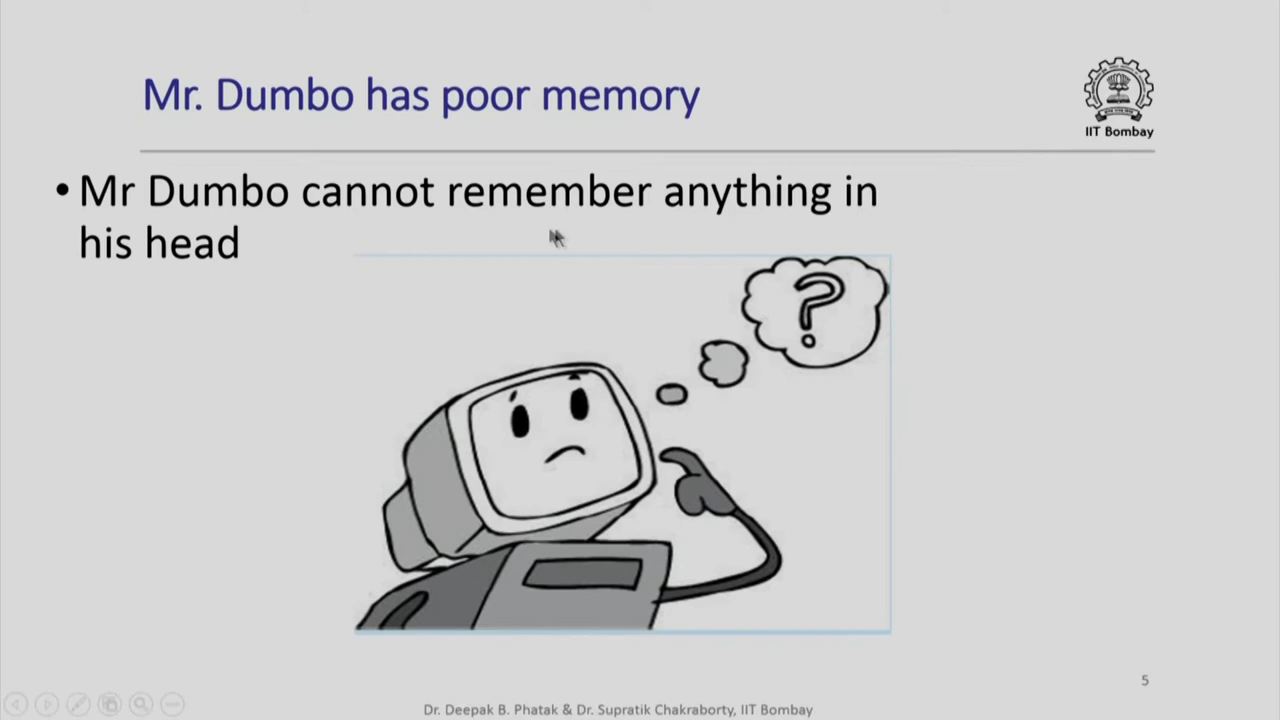 Mr. Dumbo has poor memory
IIT Bombay
• Mr Dumbo cannot remember anything in
his head
?
5
Dr. Deepak B. Phatak & Dr. Supratik Chakraborty, IIT Bombay